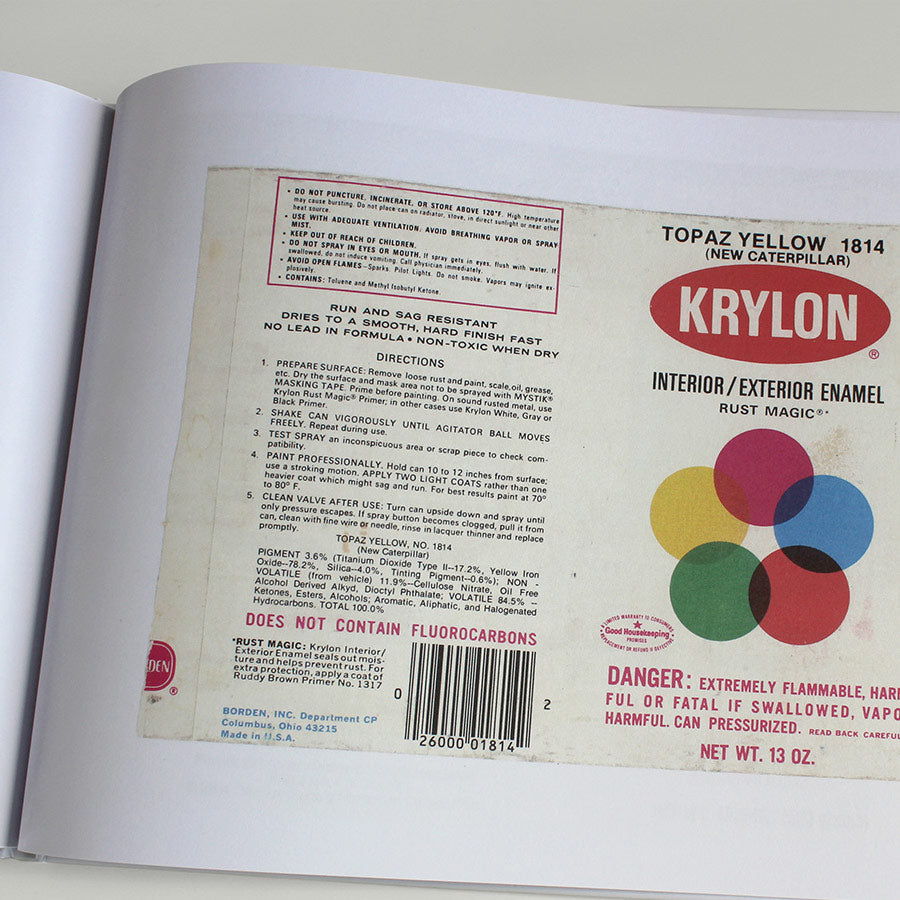 • DO NOT PUNCTURE, INCINERATE, OR STORE ABOVE 120°F. High temperature
may cause bursting. Do not place can on radiator, stove, in direct sunlight or near other
heat source.
• USE WITH ADEQUATE VENTILATION. AVOID BREATHING VAPOR OR SPRAY
MIST.
• KEEP OUT OF REACH OF CHILDREN.
• DO NOT SPRAY IN EYES OR MOUTH. If spray gets in eyes, flush with water. If
swallowed, do not induce vomiting. Call physician immediately.
• AVOID OPEN FLAMES—Sparks. Pilot Lights. Do not smoke. Vapors may ignite ex-
plosively.
• CONTAINS: Toluene and Methyl Isobutyl Ketone.
RUN AND SAG RESISTANT
DRIES TO A SMOOTH, HARD FINISH FAST
NO LEAD IN FORMULA • NON-TOXIC WHEN DRY
DIRECTIONS
1. PREPARE SURFACE: Remove loose rust and paint, scale, oil, grease,
etc. Dry the surface and mask area not to be sprayed with MYSTIK®
MASKING TAPE. Prime before painting. On sound rusted metal, use
Krylon Rust Magic® Primer; in other cases use Krylon White, Gray or
Black Primer.
2. SHAKE CAN VIGOROUSLY UNTIL AGITATOR BALL MOVES
FREELY. Repeat during use.
3. TEST SPRAY an inconspicuous area or scrap piece to check com-
patibility.
4. PAINT PROFESSIONALLY. Hold can 10 to 12 inches from surface;
use a stroking motion. APPLY TWO LIGHT COATS rather than one
heavier coat which might sag and run. For best results paint at 70°
to 80° F.
5. CLEAN VALVE AFTER USE: Turn can upside down and spray until
only pressure escapes. If spray button becomes clogged, pull it from
can, clean with fine wire or needle, rinse in lacquer thinner and replace
promptly.
TOPAZ YELLOW, NO. 1814
(New Caterpillar)
PIGMENT 3.6% (Titanium Dioxide Type II--17.2%, Yellow Iron
Oxide--78.2%, Silica--4.0%, Tinting Pigment--0.6%); NON -
VOLATILE (from vehicle) 11.9%--Cellulose Nitrate, Oil Free
Alcohol Derived Alkyd, Dioctyl Phthalate; VOLATILE 84.5% --
Ketones, Esters, Alcohols; Aromatic, Aliphatic, and Halogenated
Hydrocarbons. TOTAL 100.0%
DOES NOT CONTAIN FLUOROCARBONS
*RUST MAGIC: Krylon Interior/
Exterior Enamel seals out mois-
ture and helps prevent rust. For
extra protection, apply a coat of
Ruddy Brown Primer No. 1317
DEN
®
BORDEN, INC. Department CP
Columbus, Ohio 43215
Made in U.S.A.
0 26000 01814 2
TOPAZ YELLOW 1814
(NEW CATERPILLAR)
KRYLON
®
INTERIOR/EXTERIOR ENAMEL
RUST MAGIC®*
A LIMITED WARRANTY TO CONSUMERS
Good Housekeeping
PROMISES
REPLACEMENT OR REFUND IF DEFECTIVE
DANGER: EXTREMELY FLAMMABLE, HAR
FUL OR FATAL IF SWALLOWED, VAPO
HARMFUL. CAN PRESSURIZED. READ BACK CAREFUL
NET WT. 13 OZ.